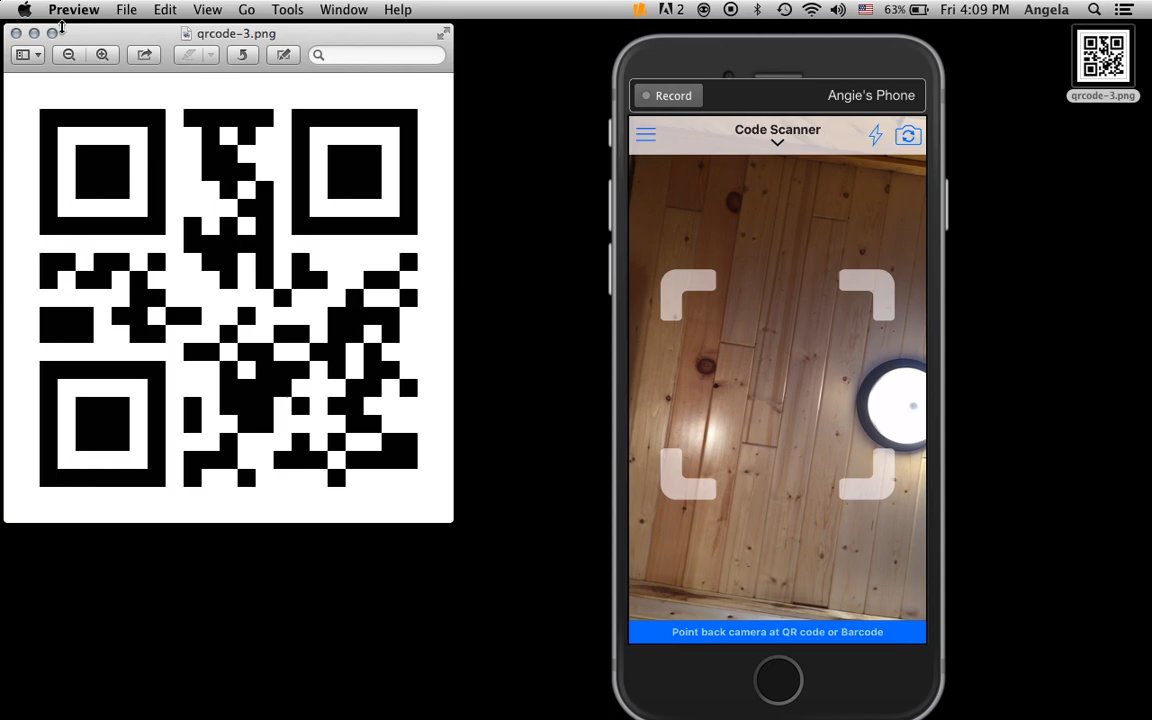 Preview File Edit View Go Tools Window Help
2 63% Fri 4:09 PM Angela
qrcode-3.png
qrcode-3.png
Record Angie's Phone
Code Scanner
Point back camera at QR code or Barcode